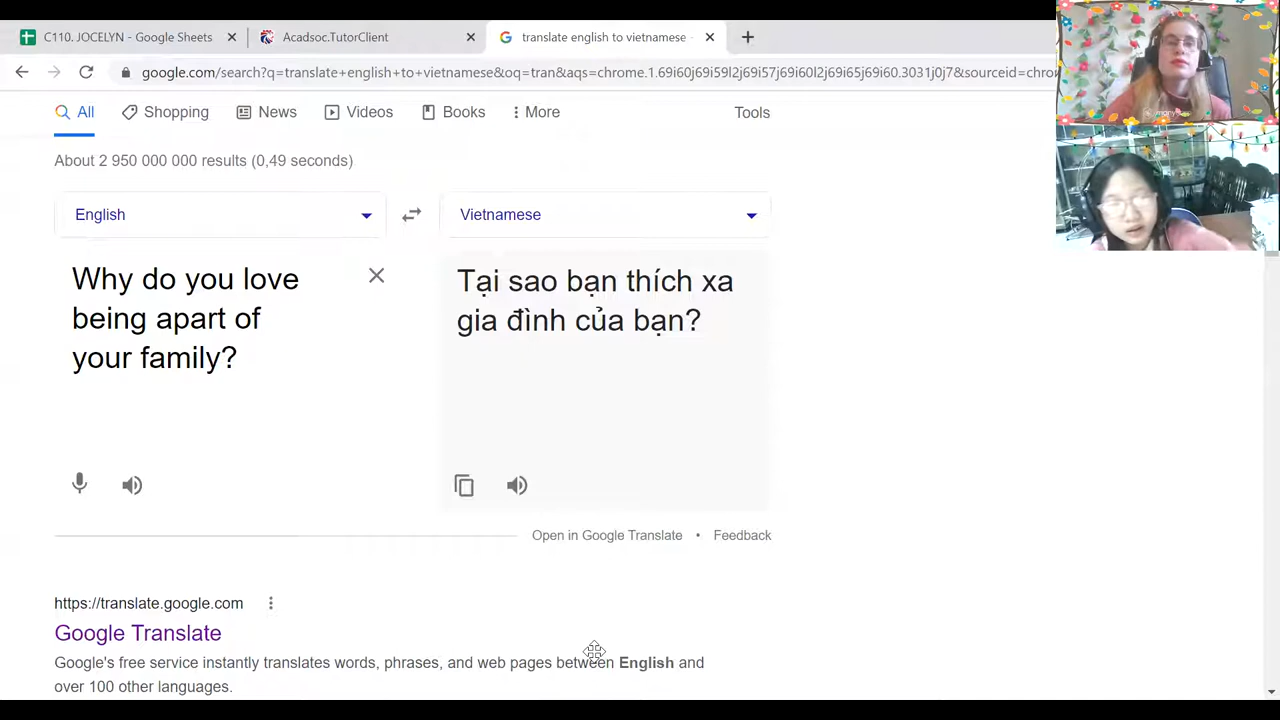 C110. JOCELYN - Google Sheets
Acadsoc.TutorClient
translate english to vietnamese -
google.com/search?q=translate+english+to+vietnamese&oq=tran&aqs=chrome.1.69i60j69i59l2j69i57j69i60l2j69i65j69i60.3031j0j7&sourceid=chro
All
Shopping
News
Videos
Books
More
Tools
About 2 950 000 000 results (0,49 seconds)
English
Vietnamese
Why do you love
being apart of
your family?
Tại sao bạn thích xa
gia đình của bạn?
Open in Google Translate • Feedback
https://translate.google.com
Google Translate
Google's free service instantly translates words, phrases, and web pages between English and
over 100 other languages.